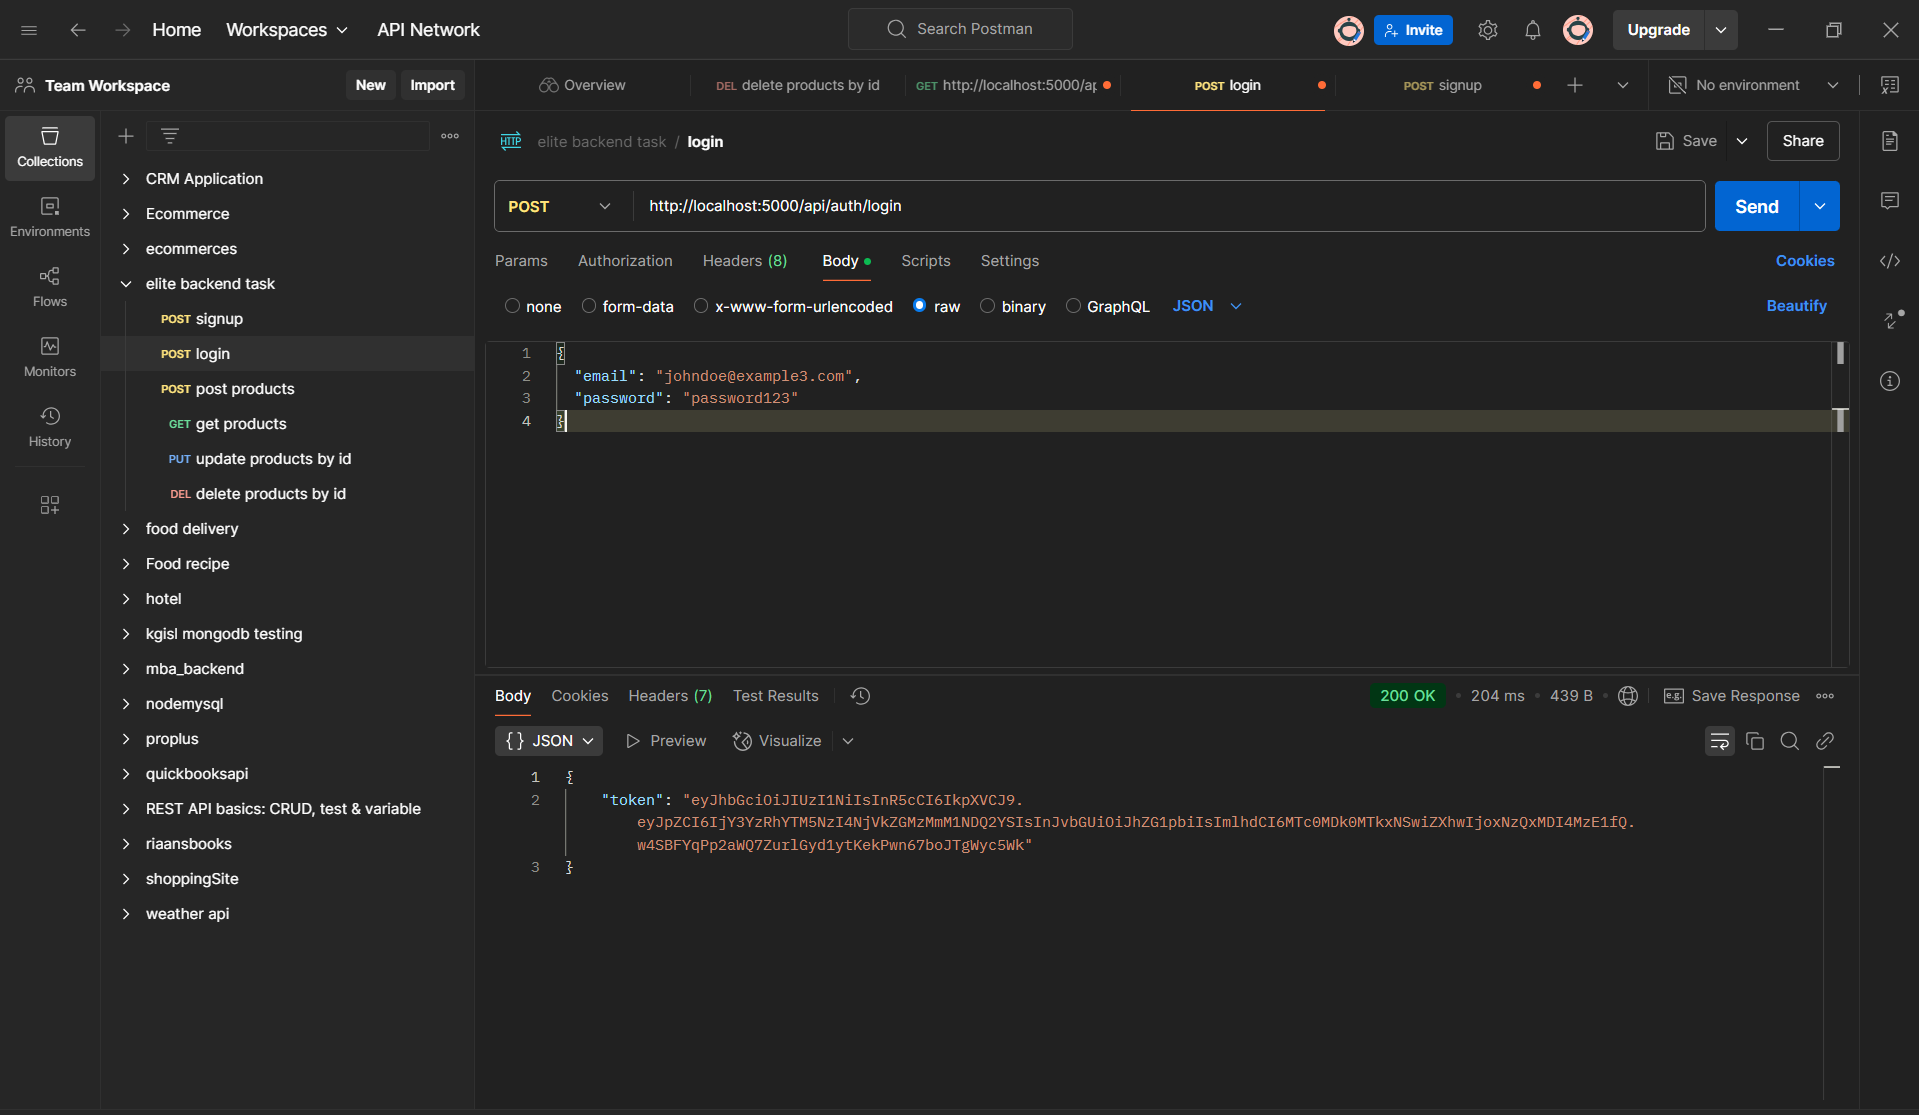 Home Workspaces API Network Search Postman Invite Upgrade
Team Workspace New Import Overview DEL delete products by id GET http://localhost:5000/ap POST login POST signup No environment
Collections
Environments
Flows
Monitors
History
CRM Application
Ecommerce
ecommerces
elite backend task
POST signup
POST login
POST post products
GET get products
PUT update products by id
DEL delete products by id
food delivery
Food recipe
hotel
kgisl mongodb testing
mba_backend
nodemysql
proplus
quickbooksapi
REST API basics: CRUD, test & variable
riaansbooks
shoppingSite
weather api
HTTP elite backend task / login Save Share
POST http://localhost:5000/api/auth/login Send
Params Authorization Headers (8) Body Scripts Settings Cookies
none form-data x-www-form-urlencoded raw binary GraphQL JSON Beautify
1 {
2 "email": "johndoe@example3.com",
3 "password": "password123"
4 }
Body Cookies Headers (7) Test Results 200 OK • 204 ms • 439 B • e.g. Save Response
{} JSON Preview Visualize
1 {
2 "token": "eyJhbGciOiJIUzI1NiIsInR5cCI6IkpXVCJ9.
eyJpZCI6IjY3YzRhYTM5NzI4NjVkZGMzMmM1NDQ2YSIsInJvbGUiOiJhZG1pbiIsImlhdCI6MTc0MDk0MTkxNSwiZXhwIjoxNzQxMDI4MzE1fQ.
w4SBFYqPp2aWQ7ZurlGyd1ytKekPwn67boJTgWyc5Wk"
3 }